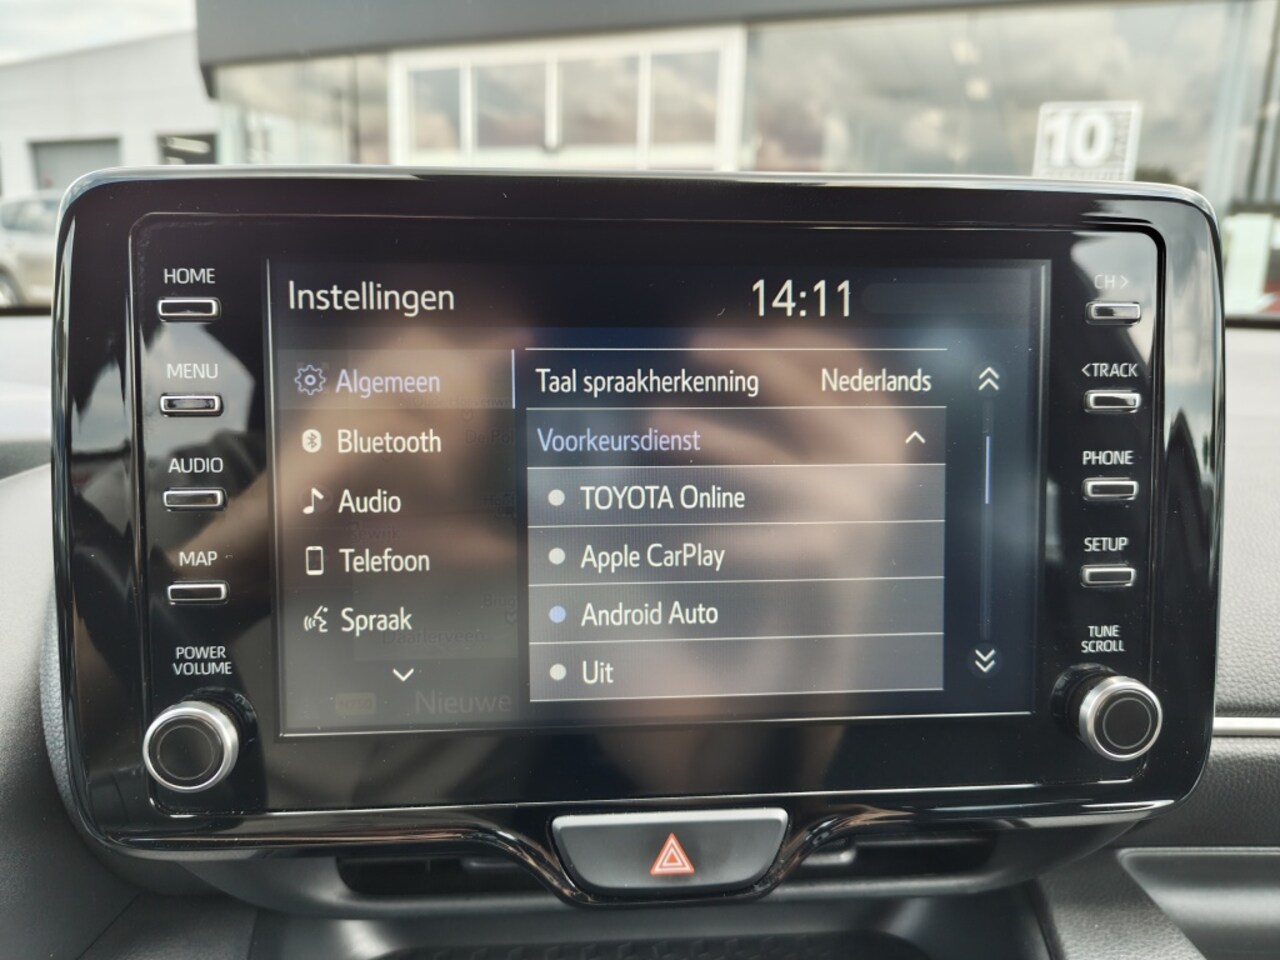 10
HOME
MENU
AUDIO
MAP
POWER
VOLUME
Instellingen
14:11
Algemeen
Bluetooth
Audio
Telefoon
Spraak
Nieuwe
Taal spraakherkenning Nederlands
Voorkeursdienst
TOYOTA Online
Apple CarPlay
Android Auto
Uit
CH >
<TRACK
PHONE
SETUP
TUNE
SCROLL